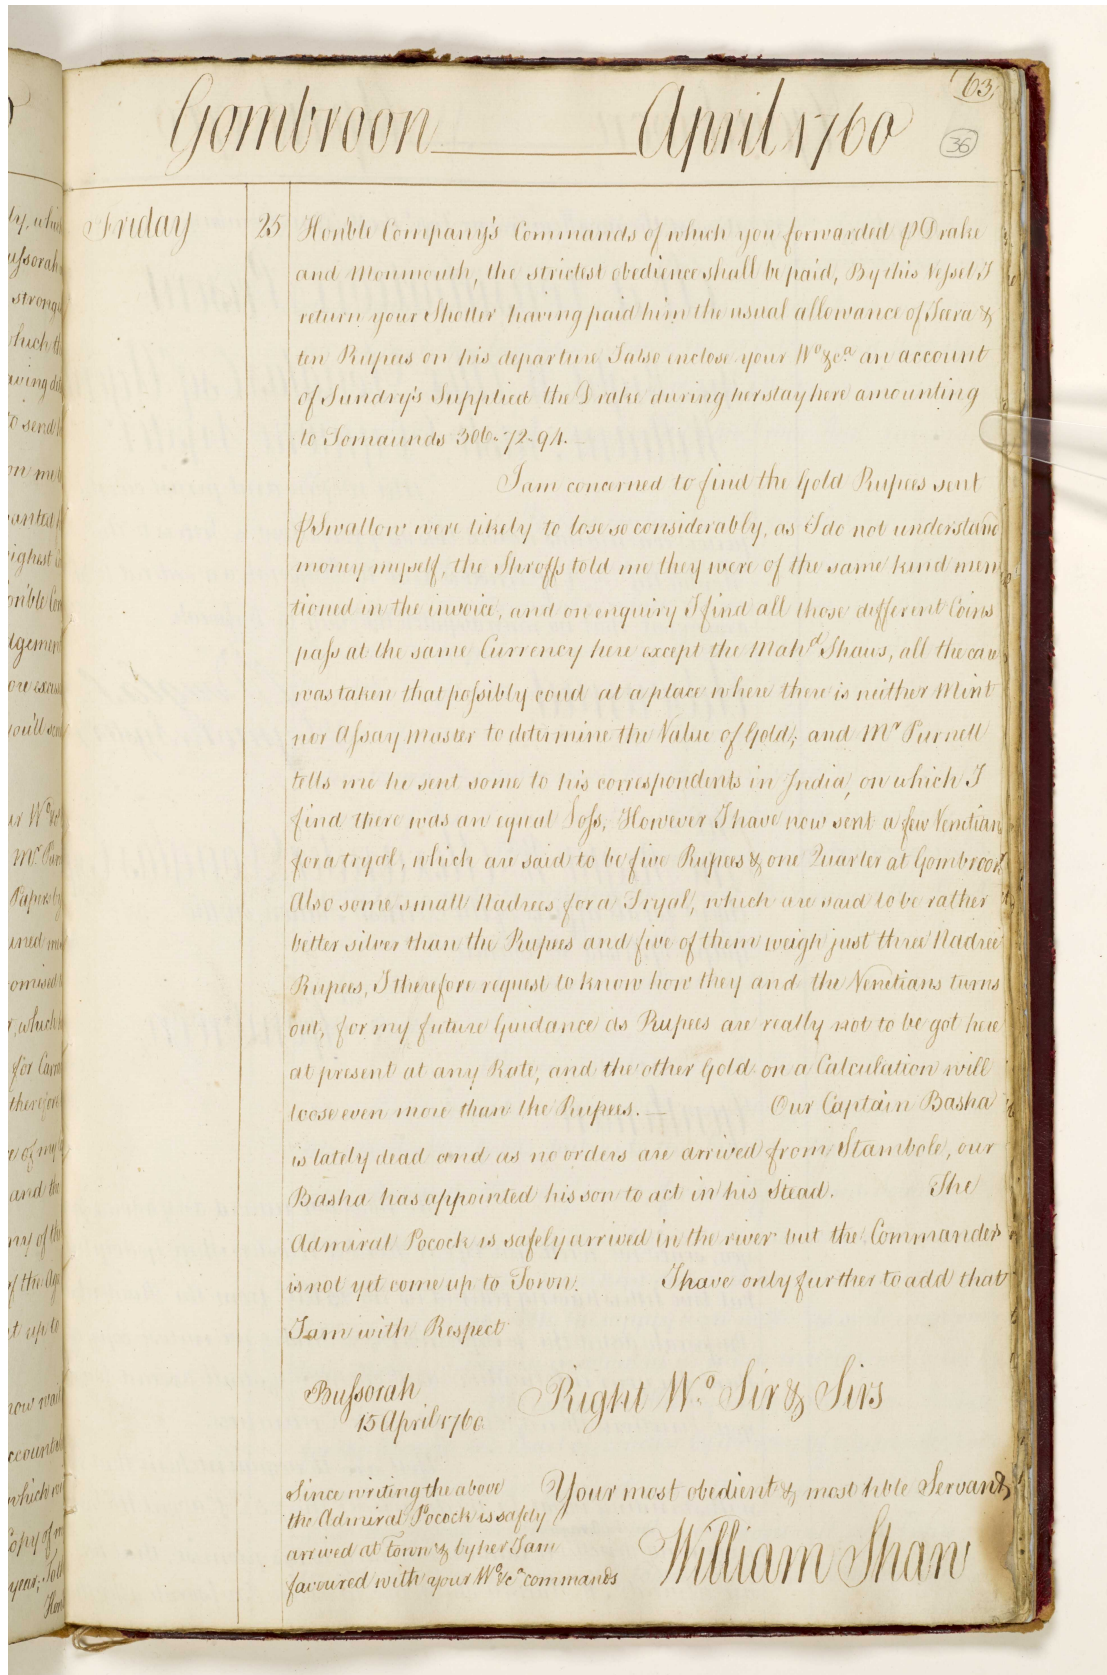 63
Gombroon April 1760
36
Friday 25 Hon:ble Company's Commands of which you forwarded p Drake
and Monmouth, the strictest obedience shall be paid, By this Vessel I
return your Shotter having paid him the usual allowance of Seera &
ten Rupees on his departure I also enclose your Wo. &ca. an account
of Sundry's Supplied the Drake during her stay here amounting
to Tomaunds 306.-72-94.-
I am concerned to find the Gold Rupees sent
p Swallow were likely to lose so considerably, as I do not understand
money myself, the Shroffs told me they were of the same kind men
tioned in the invoice, and on enquiry I find all those different Coins
pass at the same Currency here except the Mahd. Shaus, all the care
was taken that possibly coud at a place where there is neither Mint
nor Assay Master to determine the Value of Gold; and Mr Purnell
tells me he sent some to his correspondents in India, on which I
find there was an equal Loss, However I have now sent a few Venetians
for a tryal, which are said to be five Rupees & one Quarter at Gombroon
Also some small Nadrees for a Tryal, which are said to be rather
better silver than the Rupees and five of them weigh just three Nadree
Rupees, I therefore request to know how they and the Venetians turns
out, for my future Guidance as Rupees are really not to be got here
at present at any Rate, and the other Gold on a Calculation will
loose even more than the Rupees. — Our Captain Basha
is lately dead and as no orders are arrived from Stambole, our
Basha has appointed his son to act in his Stead. The
Admiral Pocock is safely arrived in the river but the Commander
is not yet come up to Town. I have only further to add that
I am with Respect
Bussorah
15 April 1760.
Right Wo. Sir & Sirs
Since writing the above
the Admiral Pocock is safely
arrived at Town & by her I am
favoured with your Wo. &ca commands
Your most obedient & most hble Servant
William Shaw